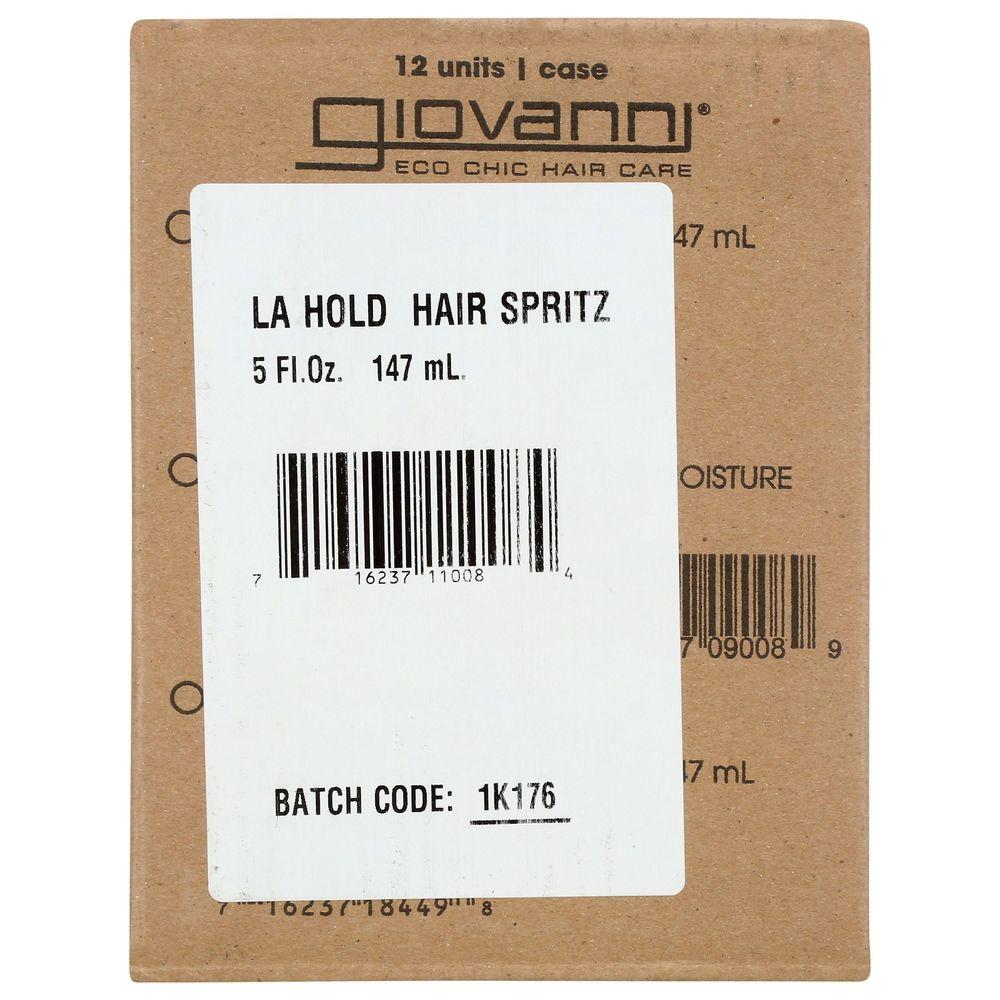 12 units | case
giovanni®
ECO CHIC HAIR CARE
47 mL
LA HOLD HAIR SPRITZ
5 Fl.Oz. 147 mL.
OISTURE
7 16237 11008 4
7 09008 9
47 mL
BATCH CODE: 1K176
7 16237 18449 8